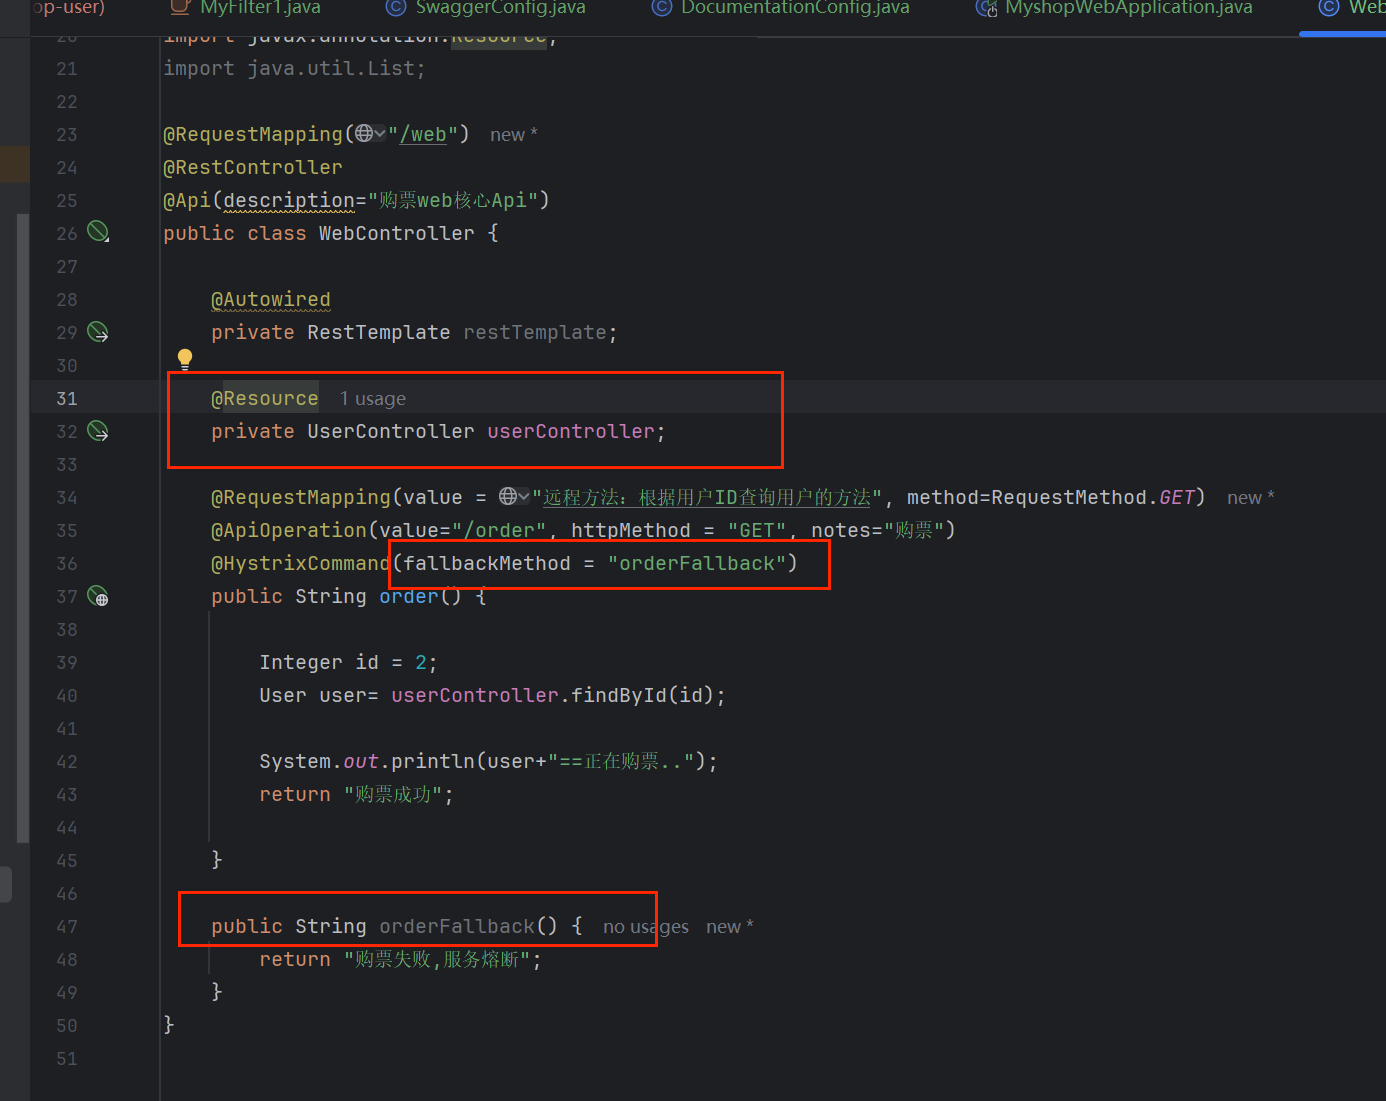 op-user) MyFilter1.java SwaggerConfig.java DocumentationConfig.java MyshopWebApplication.java Web
20 import javax.annotation.Resource;
21 import java.util.List;
22
23 @RequestMapping("/web") new *
24 @RestController
25 @Api(description="购票web核心Api")
26 public class WebController {
27
28 @Autowired
29 private RestTemplate restTemplate;
30
31 @Resource 1 usage
32 private UserController userController;
33
34 @RequestMapping(value = "远程方法：根据用户ID查询用户的方法", method=RequestMethod.GET) new *
35 @ApiOperation(value="/order", httpMethod = "GET", notes="购票")
36 @HystrixCommand(fallbackMethod = "orderFallback")
37 public String order() {
38
39 Integer id = 2;
40 User user= userController.findById(id);
41
42 System.out.println(user+"==正在购票..");
43 return "购票成功";
44
45 }
46
47 public String orderFallback() { no usages new *
48 return "购票失败,服务熔断";
49 }
50 }
51